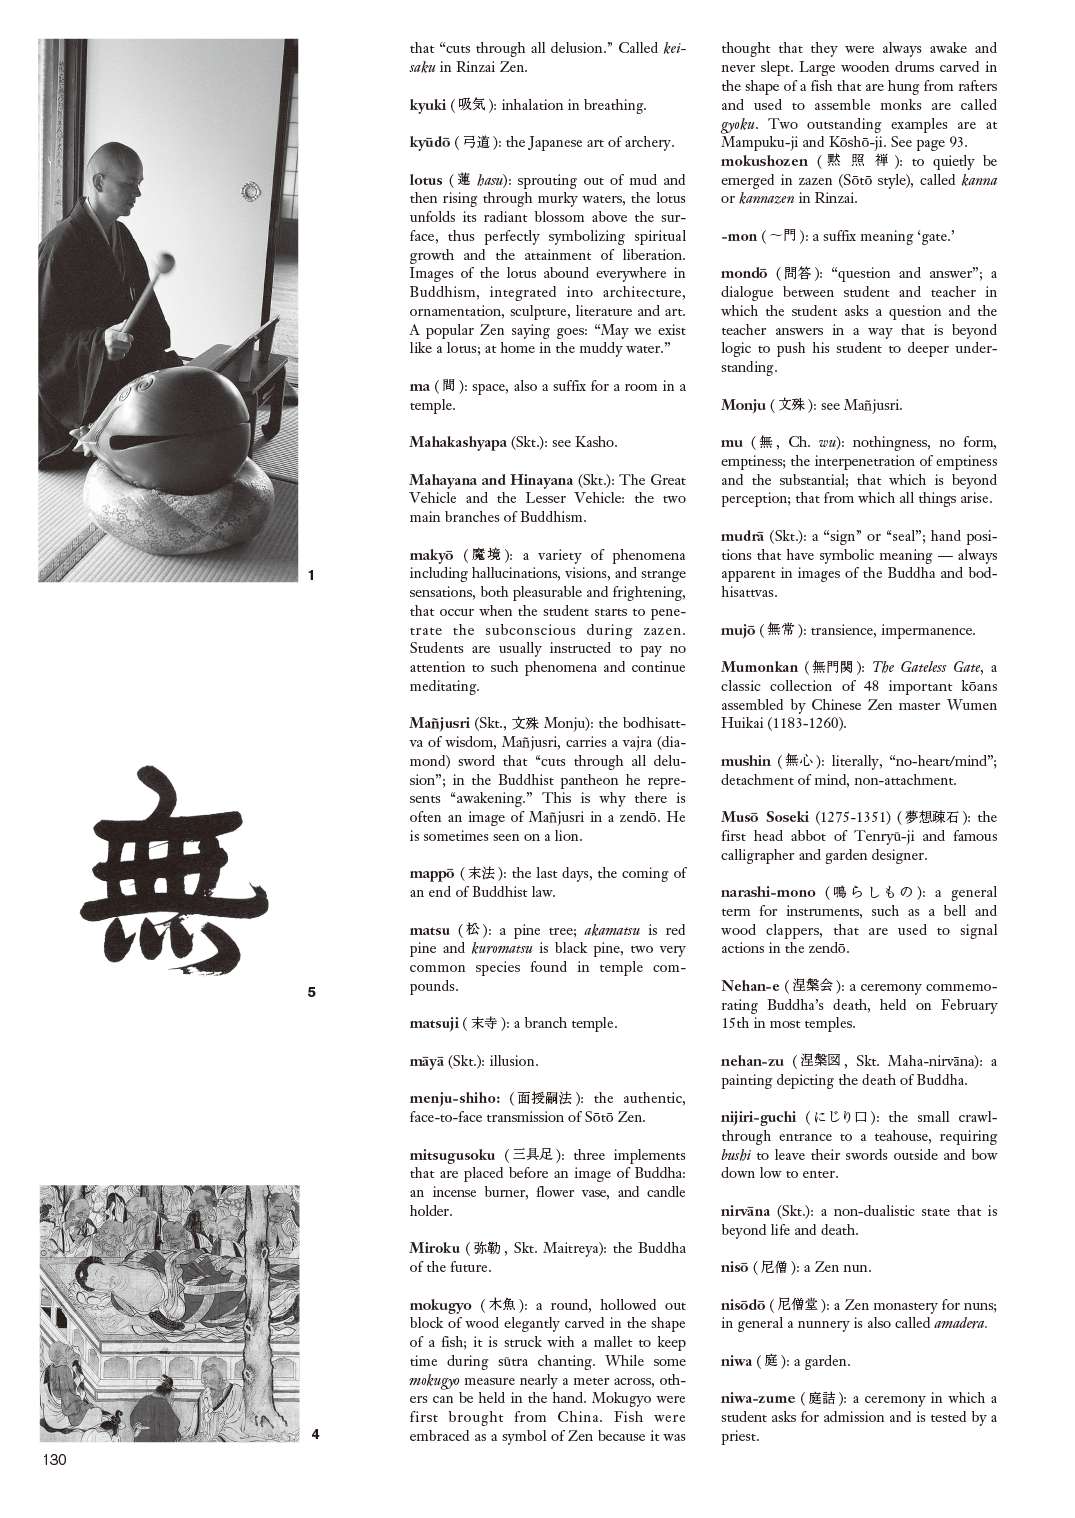 that “cuts through all delusion.” Called kei-
saku in Rinzai Zen.
kyuki ( 吸気 ): inhalation in breathing.
kyūdō ( 弓道 ): the Japanese art of archery.
lotus ( 蓮 hasu): sprouting out of mud and
then rising through murky waters, the lotus
unfolds its radiant blossom above the sur-
face, thus perfectly symbolizing spiritual
growth and the attainment of liberation.
Images of the lotus abound everywhere in
Buddhism, integrated into architecture,
ornamentation, sculpture, literature and art.
A popular Zen saying goes: “May we exist
like a lotus; at home in the muddy water.”
ma ( 間 ): space, also a suffix for a room in a
temple.
Mahakashyapa (Skt.): see Kasho.
Mahayana and Hinayana (Skt.): The Great
Vehicle and the Lesser Vehicle: the two
main branches of Buddhism.
makyō ( 魔境 ): a variety of phenomena
including hallucinations, visions, and strange
sensations, both pleasurable and frightening,
that occur when the student starts to pene-
trate the subconscious during zazen.
Students are usually instructed to pay no
attention to such phenomena and continue
meditating.
Mañjusri (Skt., 文殊 Monju): the bodhisatt-
va of wisdom, Mañjusri, carries a vajra (dia-
mond) sword that “cuts through all delu-
sion”; in the Buddhist pantheon he repre-
sents “awakening.” This is why there is
often an image of Mañjusri in a zendō. He
is sometimes seen on a lion.
mappō ( 末法 ): the last days, the coming of
an end of Buddhist law.
matsu ( 松 ): a pine tree; akamatsu is red
pine and kuromatsu is black pine, two very
common species found in temple com-
pounds.
matsuji ( 末寺 ): a branch temple.
māyā (Skt.): illusion.
menju-shiho: ( 面授嗣法 ): the authentic,
face-to-face transmission of Sōtō Zen.
mitsugusoku ( 三具足 ): three implements
that are placed before an image of Buddha:
an incense burner, flower vase, and candle
holder.
Miroku ( 弥勒 , Skt. Maitreya): the Buddha
of the future.
mokugyo ( 木魚 ): a round, hollowed out
block of wood elegantly carved in the shape
of a fish; it is struck with a mallet to keep
time during sūtra chanting. While some
mokugyo measure nearly a meter across, oth-
ers can be held in the hand. Mokugyo were
first brought from China. Fish were
embraced as a symbol of Zen because it was
thought that they were always awake and
never slept. Large wooden drums carved in
the shape of a fish that are hung from rafters
and used to assemble monks are called
gyoku. Two outstanding examples are at
Mampuku-ji and Kōshō-ji. See page 93.
mokushozen ( 黙 照 禅 ): to quietly be
emerged in zazen (Sōtō style), called kanna
or kannazen in Rinzai.
-mon ( ～門 ): a suffix meaning ‘gate.’
mondō ( 問答 ): “question and answer”; a
dialogue between student and teacher in
which the student asks a question and the
teacher answers in a way that is beyond
logic to push his student to deeper under-
standing.
Monju ( 文殊 ): see Mañjusri.
mu ( 無 , Ch. wu): nothingness, no form,
emptiness; the interpenetration of emptiness
and the substantial; that which is beyond
perception; that from which all things arise.
mudrā (Skt.): a “sign” or “seal”; hand posi-
tions that have symbolic meaning — always
apparent in images of the Buddha and bod-
hisattvas.
mujō ( 無常 ): transience, impermanence.
Mumonkan ( 無門関 ): The Gateless Gate, a
classic collection of 48 important kōans
assembled by Chinese Zen master Wumen
Huikai (1183-1260).
mushin ( 無心 ): literally, “no-heart/mind”;
detachment of mind, non-attachment.
Musō Soseki (1275-1351) ( 夢想疎石 ): the
first head abbot of Tenryū-ji and famous
calligrapher and garden designer.
narashi-mono ( 鳴らしもの ): a general
term for instruments, such as a bell and
wood clappers, that are used to signal
actions in the zendō.
Nehan-e ( 涅槃会 ): a ceremony commemo-
rating Buddha’s death, held on February
15th in most temples.
nehan-zu ( 涅槃図 , Skt. Maha-nirvāna): a
painting depicting the death of Buddha.
nijiri-guchi ( にじり口 ): the small crawl-
through entrance to a teahouse, requiring
bushi to leave their swords outside and bow
down low to enter.
nirvāna (Skt.): a non-dualistic state that is
beyond life and death.
nisō ( 尼僧 ): a Zen nun.
nisōdō ( 尼僧堂 ): a Zen monastery for nuns;
in general a nunnery is also called amadera.
niwa ( 庭 ): a garden.
niwa-zume ( 庭詰 ): a ceremony in which a
student asks for admission and is tested by a
priest.
1
無
5
4
130